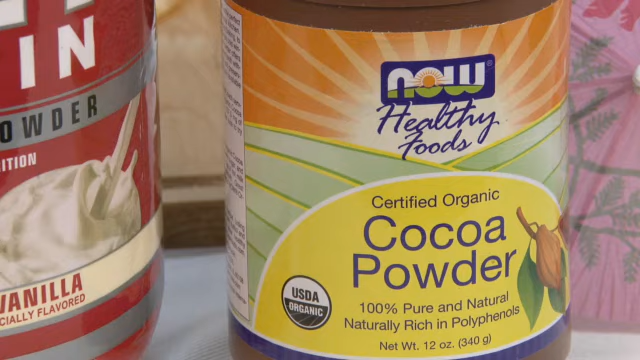 IN
OWDER
ITION
VANILLA
CIALLY FLAVORED
NOW
Healthy
Foods
Certified Organic
Cocoa
Powder
USDA
ORGANIC
100% Pure and Natural
Naturally Rich in Polyphenols
Net Wt. 12 oz. (340 g)